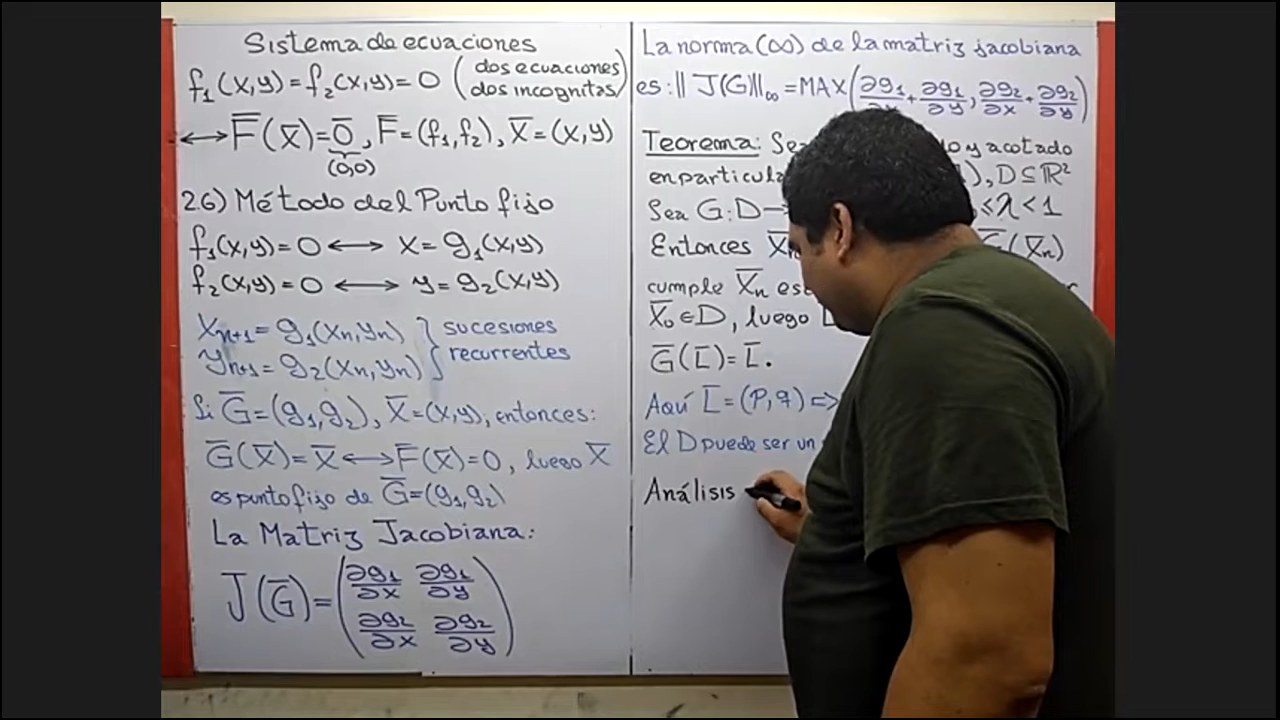 Sistema de ecuaciones
f₁(x,y)=f₂(x,y)=0 (dos ecuaciones
dos incognitas)
↔ F̅(X̅)=0̅, F̅=(f₁,f₂), X̅=(x,y)
(0,0)
26) Método del Punto fijo
f₁(x,y)=0 ↔ x=g₁(x,y)
f₂(x,y)=0 ↔ y=g₂(x,y)
Xn+1=g₁(Xn,yn) } sucesiones
yn+1=g₂(Xn,yn) } recurrentes
Si G̅=(g₁,g₂), X̅=(x,y), entonces:
G̅(X̅)=X̅ ↔ F̅(X̅)=0, luego X̅
es punto fijo de G̅=(g₁,g₂)
La Matriz Jacobiana:
J(G̅)=(∂g₁/∂x ∂g₁/∂y
∂g₂/∂x ∂g₂/∂y)
La norma (∞) de la matriz jacobiana
es: ‖J(G)‖∞=MAX(∂g₁/∂x+∂g₁/∂y, ∂g₂/∂x+∂g₂/∂y)
Teorema: y acotado
en ), D⊆ℝ²
Sea G:D ≤λ<1
Entonces (X̅n)
cumple X̅n
X̅₀∈D, luego
G̅(L̅)=L̅.
Aquí L̅=(p,q) =>
El D puede ser un
Análisis